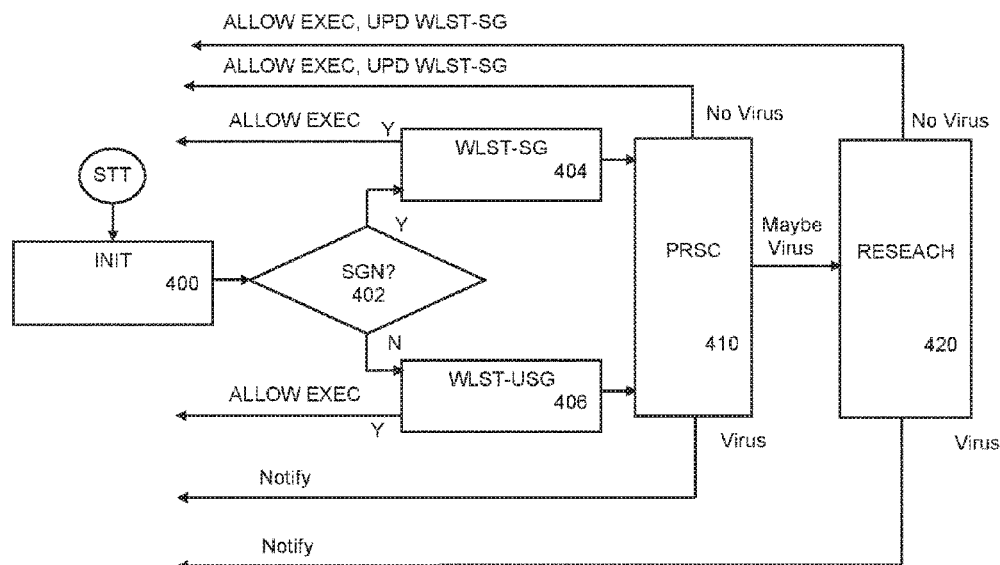 ALLOW EXEC, UPD WLST-SG
ALLOW EXEC, UPD WLST-SG
No Virus
No Virus
ALLOW EXEC
Y
WLST-SG
404
STT
Y
INIT
400
SGN?
402
PRSC
410
Maybe
Virus
RESEACH
420
N
WLST-USG
406
ALLOW EXEC
Y
Virus
Virus
Notify
Notify